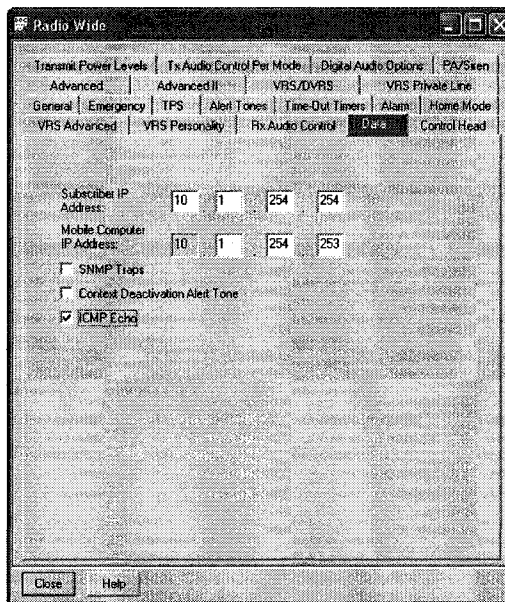 Radio Wide
Transmit Power Levels Tx Audio Control Per Mode Digital Audio Options PA/Siren
Advanced Advanced II VRS/DVRS VRS Private Line
General Emergency TPS Alert Tones Time-Out Timers Alarm Home Mode
VRS Advanced VRS Personality Rx Audio Control Data Control Head
Subscriber IP
Address: 10 1 254 254
Mobile Computer
IP Address: 10 1 254 253
SNMP Traps
Context Deactivation Alert Tone
ICMP Echo
Close Help